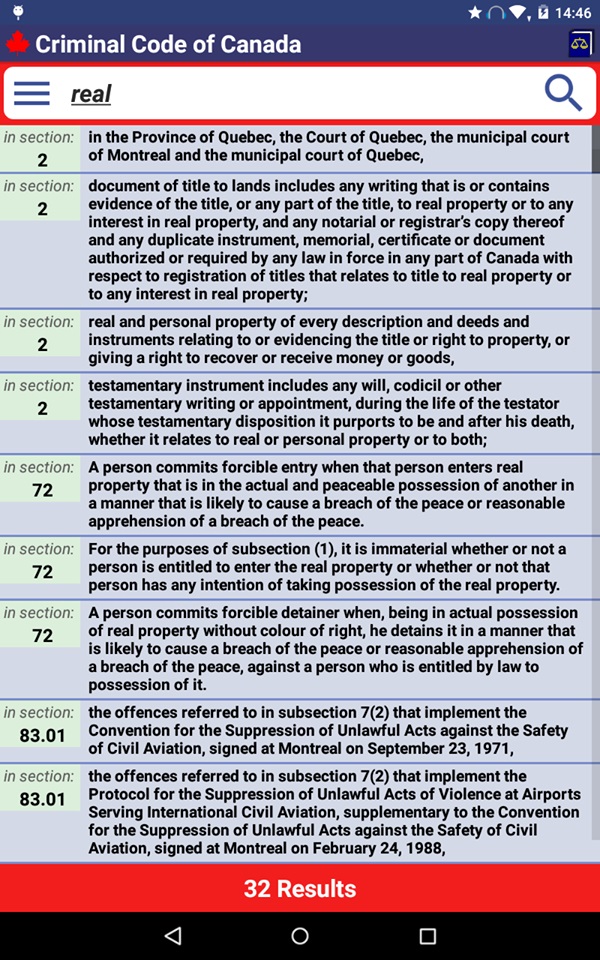 14:46
Criminal Code of Canada
real
in section:
2
in the Province of Quebec, the Court of Quebec, the municipal court
of Montreal and the municipal court of Quebec,
in section:
2
document of title to lands includes any writing that is or contains
evidence of the title, or any part of the title, to real property or to any
interest in real property, and any notarial or registrar's copy thereof
and any duplicate instrument, memorial, certificate or document
authorized or required by any law in force in any part of Canada with
respect to registration of titles that relates to title to real property or
to any interest in real property;
in section:
2
real and personal property of every description and deeds and
instruments relating to or evidencing the title or right to property, or
giving a right to recover or receive money or goods,
in section:
2
testamentary instrument includes any will, codicil or other
testamentary writing or appointment, during the life of the testator
whose testamentary disposition it purports to be and after his death,
whether it relates to real or personal property or to both;
in section:
72
A person commits forcible entry when that person enters real
property that is in the actual and peaceable possession of another in
a manner that is likely to cause a breach of the peace or reasonable
apprehension of a breach of the peace.
in section:
72
For the purposes of subsection (1), it is immaterial whether or not a
person is entitled to enter the real property or whether or not that
person has any intention of taking possession of the real property.
in section:
72
A person commits forcible detainer when, being in actual possession
of real property without colour of right, he detains it in a manner that
is likely to cause a breach of the peace or reasonable apprehension of
a breach of the peace, against a person who is entitled by law to
possession of it.
in section:
83.01
the offences referred to in subsection 7(2) that implement the
Convention for the Suppression of Unlawful Acts against the Safety
of Civil Aviation, signed at Montreal on September 23, 1971,
in section:
83.01
the offences referred to in subsection 7(2) that implement the
Protocol for the Suppression of Unlawful Acts of Violence at Airports
Serving International Civil Aviation, supplementary to the Convention
for the Suppression of Unlawful Acts against the Safety of Civil
Aviation, signed at Montreal on February 24, 1988,
32 Results